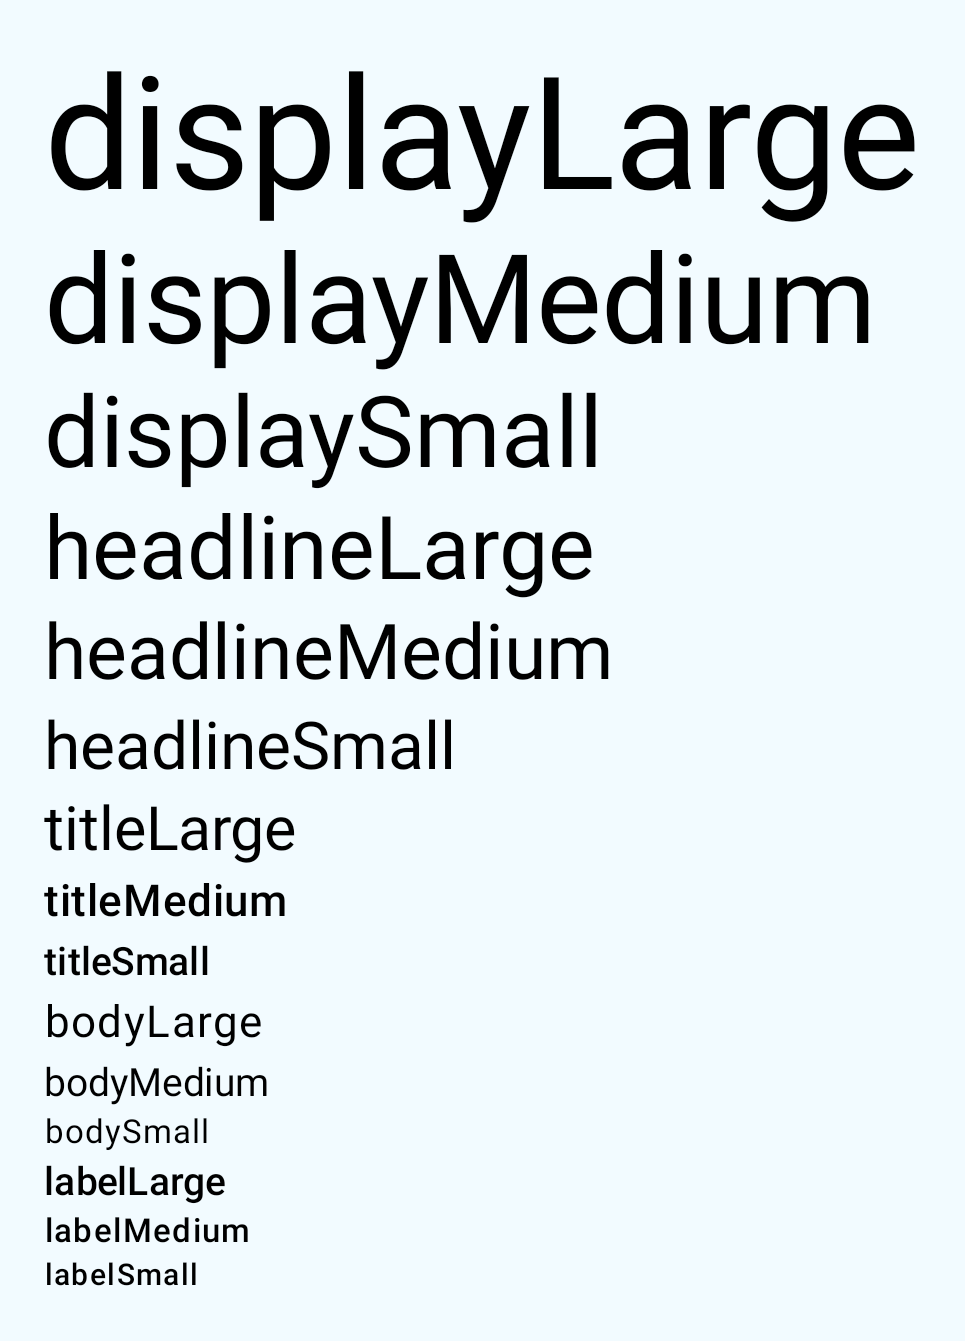 displayLarge
displayMedium
displaySmall
headlineLarge
headlineMedium
headlineSmall
titleLarge
titleMedium
titleSmall
bodyLarge
bodyMedium
bodySmall
labelLarge
labelMedium
labelSmall